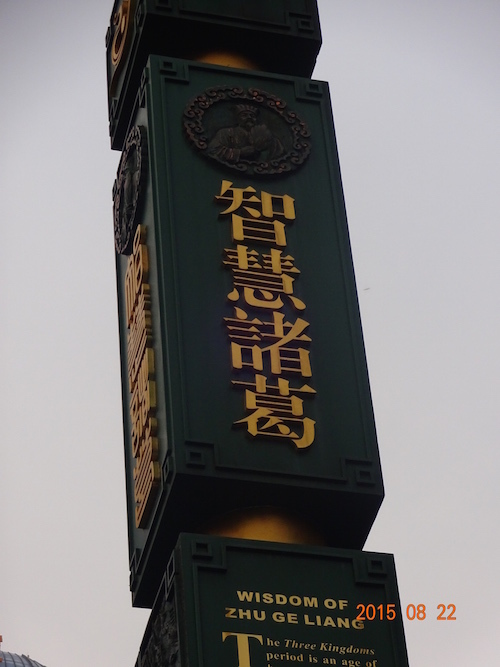 智慧諸葛
WISDOM OF
ZHU GE LIANG
The Three Kingdoms
period is an age of
2015 08 22